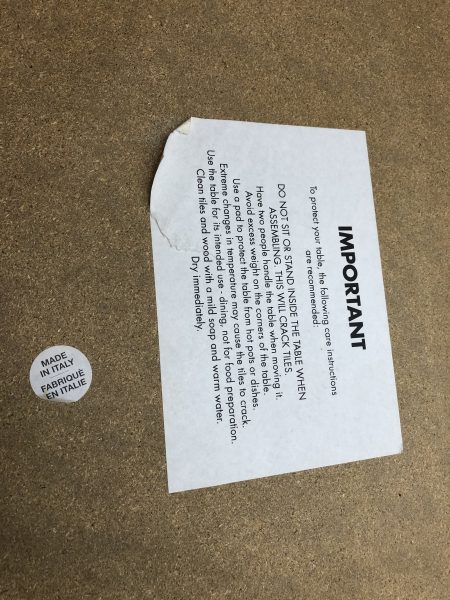 IMPORTANT
To protect your table, the following care instructions
are recommended:
DO NOT SIT OR STAND INSIDE THE TABLE WHEN
ASSEMBLING. THIS WILL CRACK TILES.
Have two people handle the table when moving it.
Avoid excess weight on the corners of the table.
Use a pad to protect the table from hot pots or dishes.
Extreme changes in temperature may cause the tiles to crack.
Use the table for its intended use - dining, not for food preparation.
Clean tiles and wood with a mild soap and warm water.
Dry immediately.
MADE
IN ITALY
FABRIQUÈ
EN ITALIE